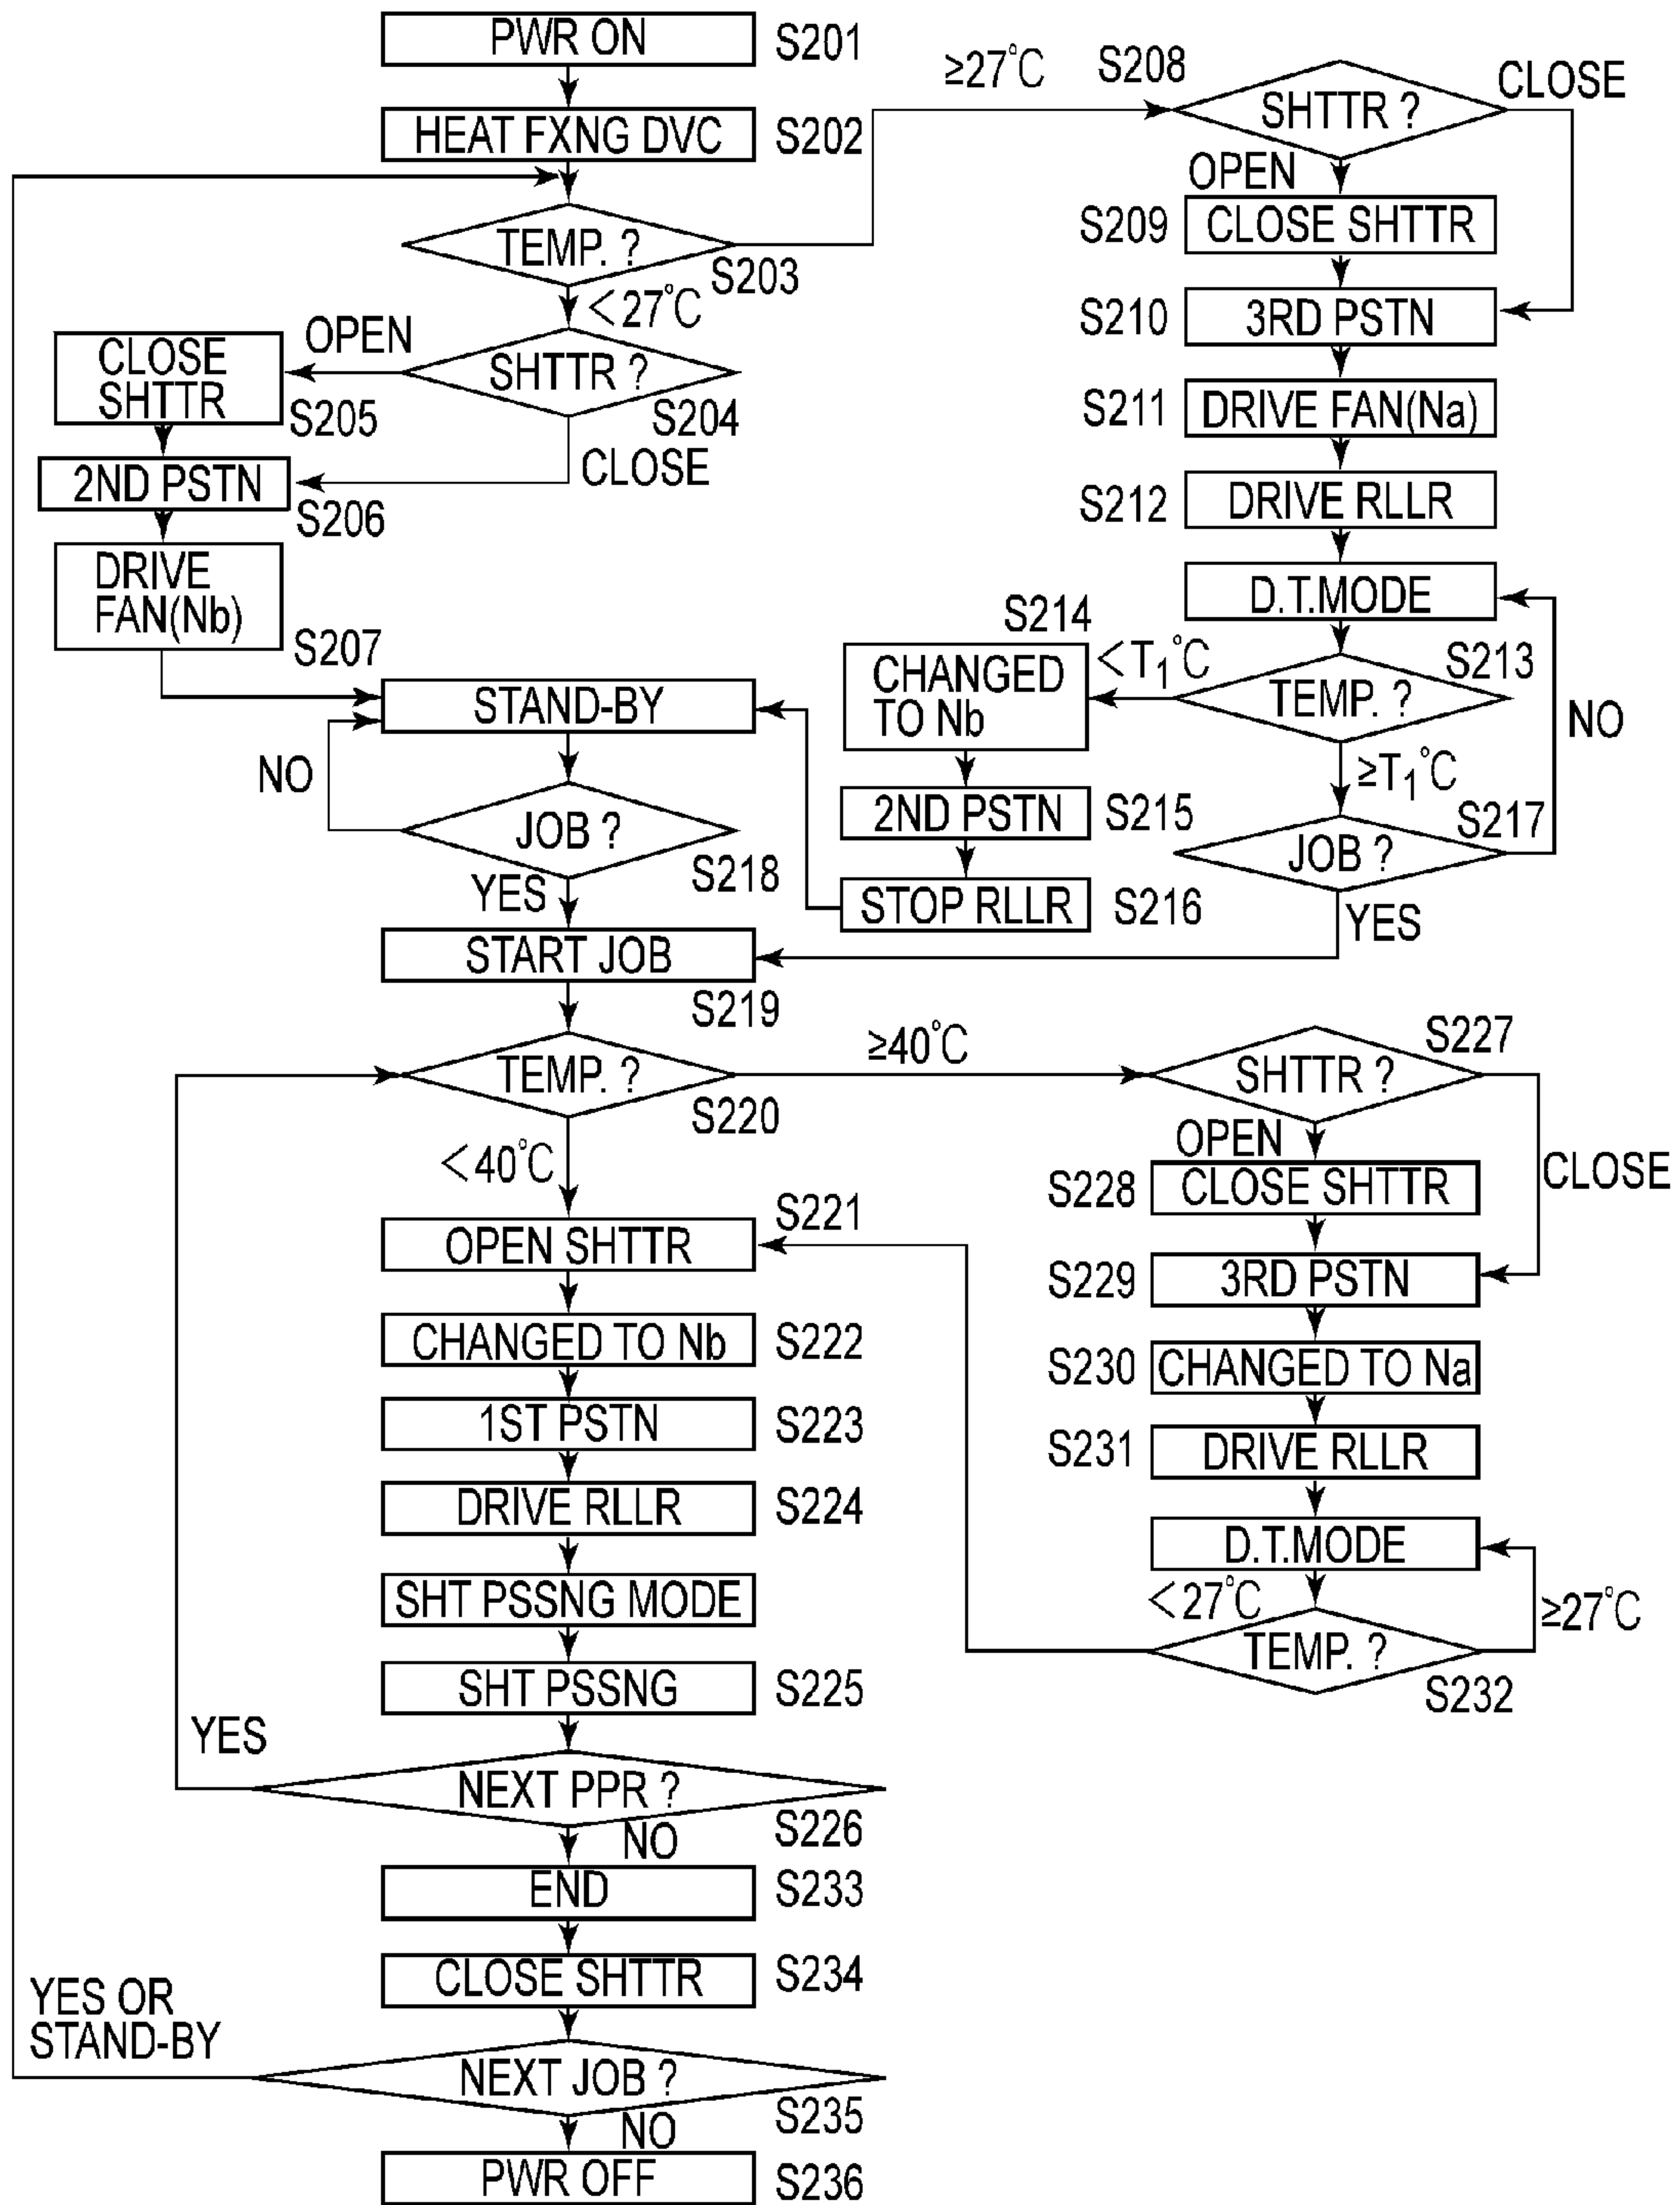 PWR ON
S201
HEAT FXNG DVC
S202
TEMP. ?
S203
≥27°C
<27°C
SHTTR ?
S204
OPEN
CLOSE
SHTTR
S205
CLOSE
2ND PSTN
S206
DRIVE
FAN(Nb)
S207
S208
SHTTR ?
CLOSE
OPEN
S209
CLOSE SHTTR
S210
3RD PSTN
S211
DRIVE FAN(Na)
S212
DRIVE RLLR
D.T.MODE
S213
TEMP. ?
<T1°C
≥T1°C
S214
CHANGED
TO Nb
2ND PSTN
S215
STOP RLLR
S216
S217
JOB ?
NO
YES
STAND-BY
NO
JOB ?
S218
YES
START JOB
S219
TEMP. ?
S220
≥40°C
<40°C
S221
OPEN SHTTR
CHANGED TO Nb
S222
1ST PSTN
S223
DRIVE RLLR
S224
SHT PSSNG MODE
SHT PSSNG
S225
YES
NEXT PPR ?
S226
NO
S227
SHTTR ?
OPEN
CLOSE
S228
CLOSE SHTTR
S229
3RD PSTN
S230
CHANGED TO Na
S231
DRIVE RLLR
D.T.MODE
<27°C
≥27°C
TEMP. ?
S232
END
S233
CLOSE SHTTR
S234
YES OR
STAND-BY
NEXT JOB ?
S235
NO
PWR OFF
S236